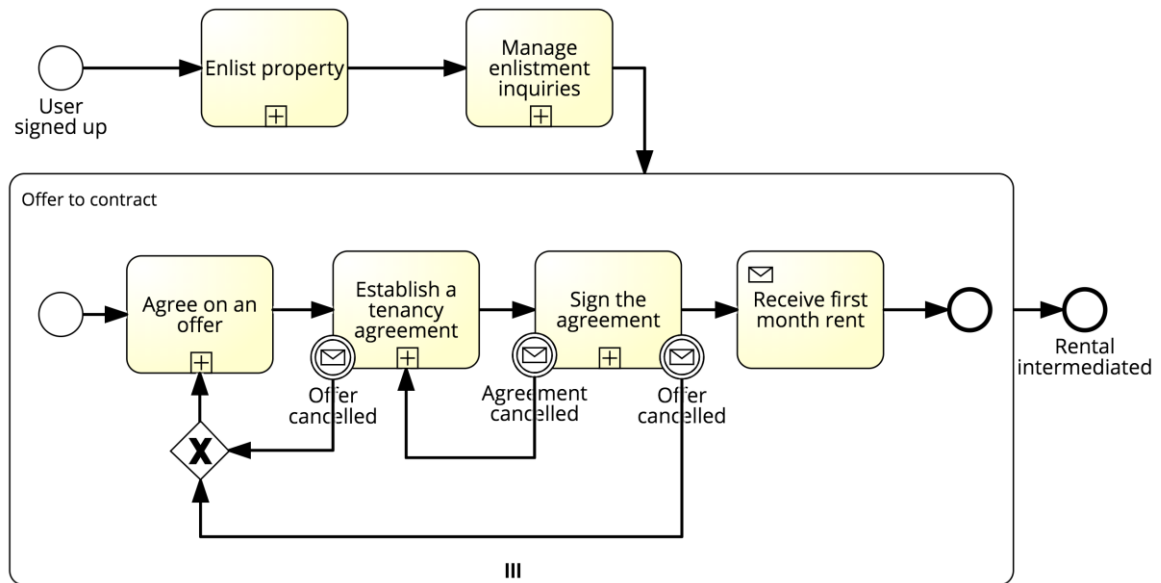 Enlist property
Manage
enlistment
inquiries
User
signed up
Offer to contract
Agree on an
offer
Establish a
tenancy
agreement
Sign the
agreement
Receive first
month rent
Offer
cancelled
Agreement
cancelled
Offer
cancelled
Rental
intermediated